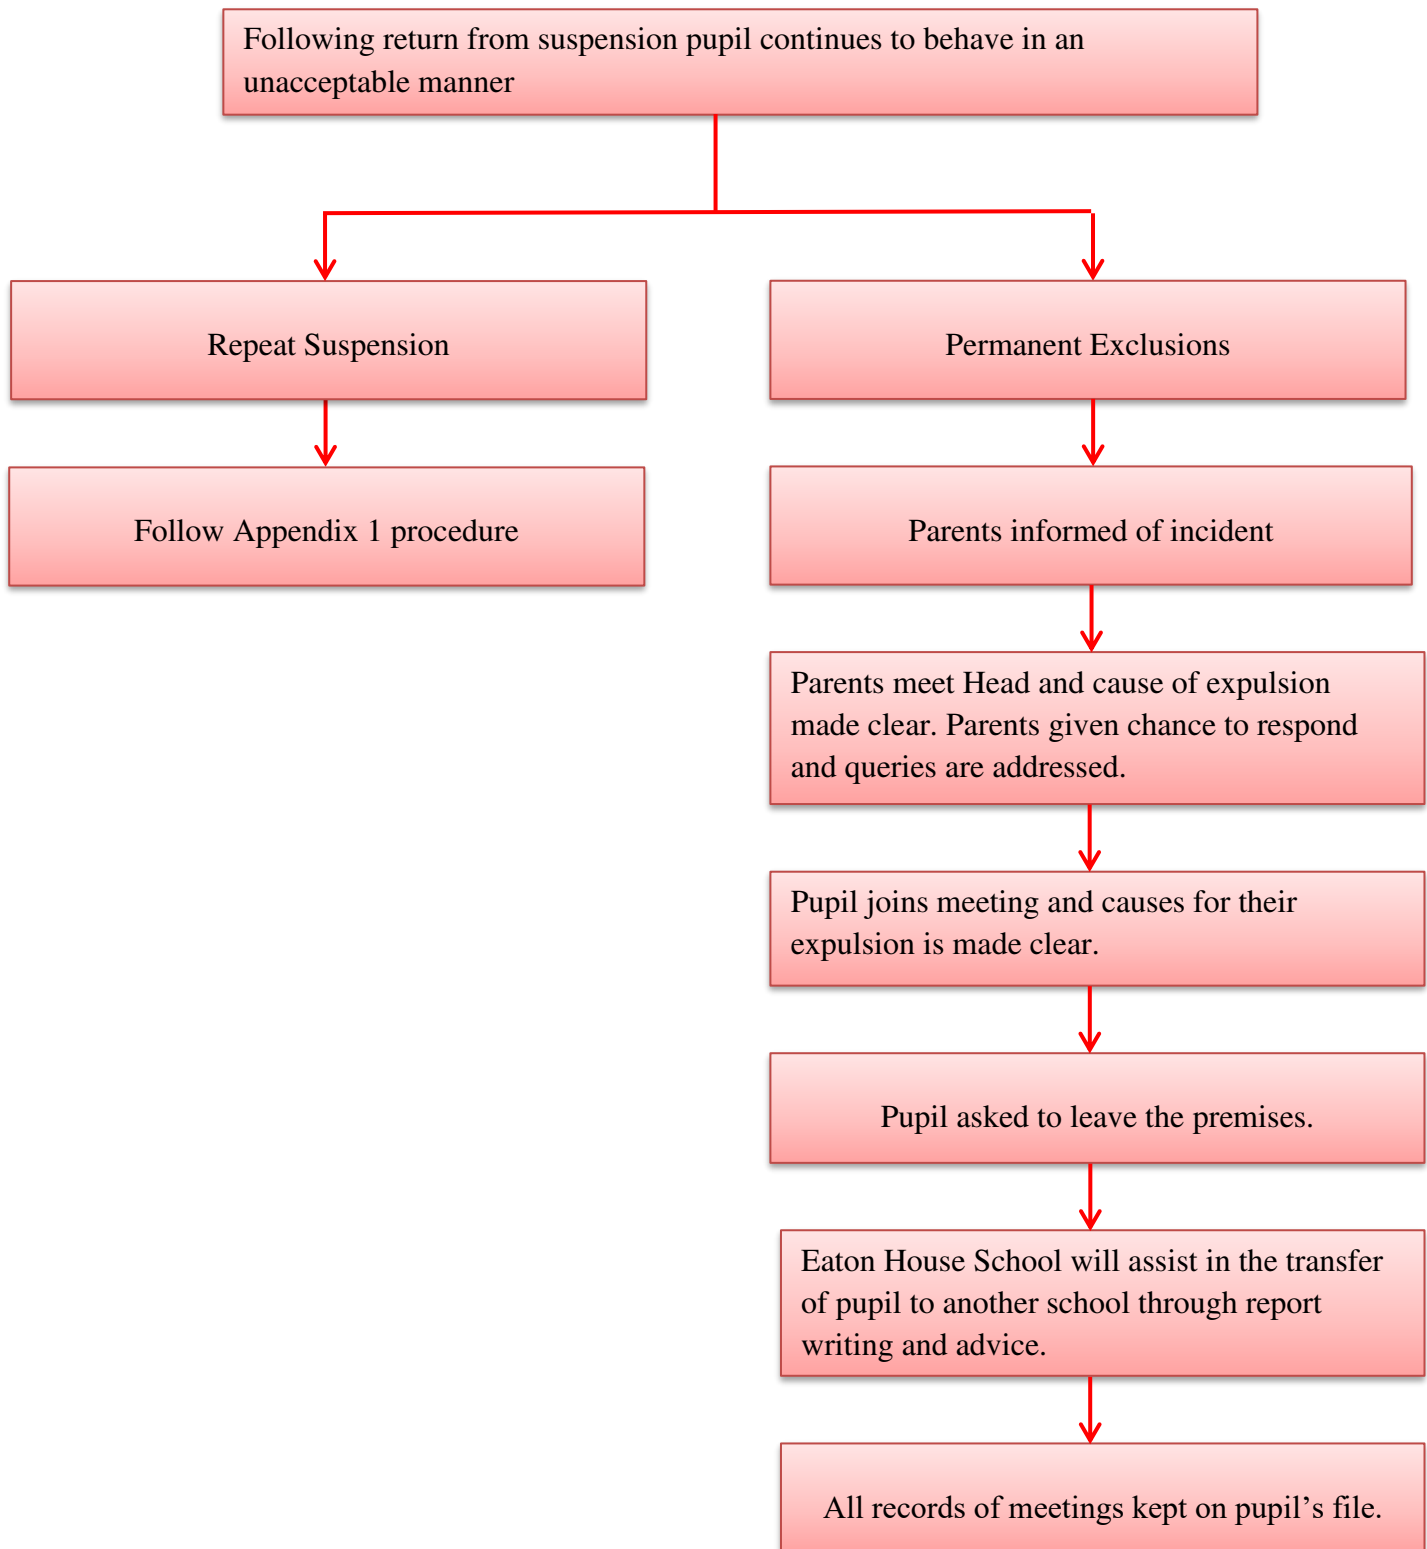 Following return from suspension pupil continues to behave in an
unacceptable manner
Repeat Suspension
Permanent Exclusions
Follow Appendix 1 procedure
Parents informed of incident
Parents meet Head and cause of expulsion
made clear. Parents given chance to respond
and queries are addressed.
Pupil joins meeting and causes for their
expulsion is made clear.
Pupil asked to leave the premises.
Eaton House School will assist in the transfer
of pupil to another school through report
writing and advice.
All records of meetings kept on pupil’s file.